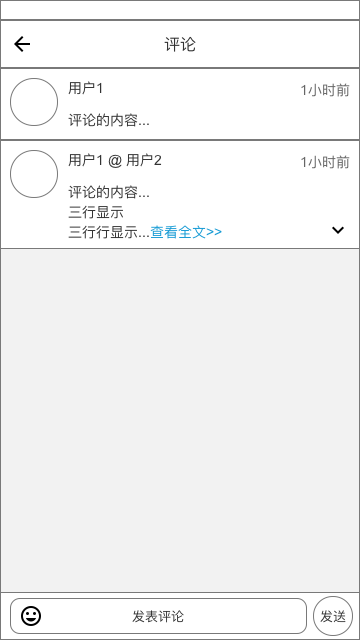 评论
用户1
1小时前
评论的内容...
用户1 @ 用户2
1小时前
评论的内容...
三行显示
三行行显示...查看全文>>
发表评论
发送